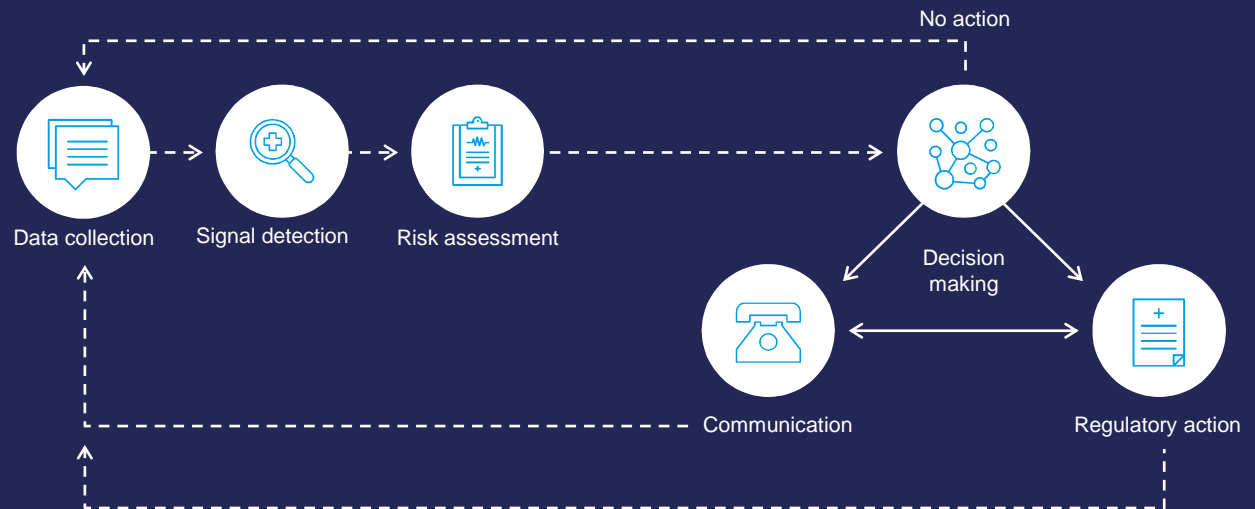 No action
Data collection
Signal detection
Risk assessment
Decision
making
Communication
Regulatory action